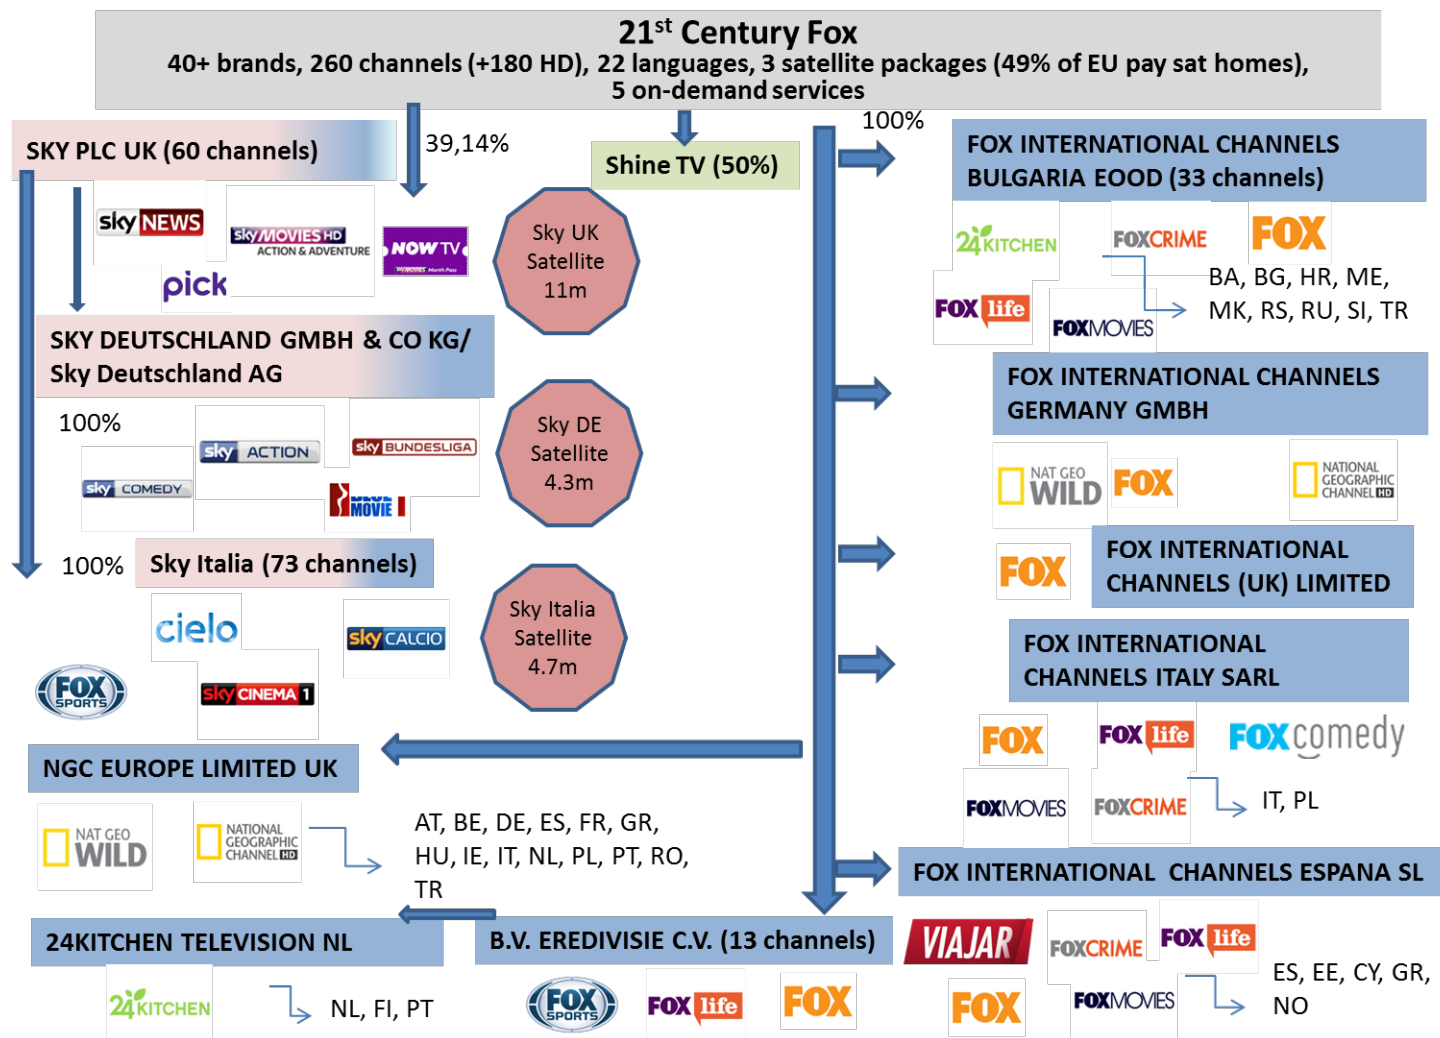 21st Century Fox
40+ brands, 260 channels (+180 HD), 22 languages, 3 satellite packages (49% of EU pay sat homes),
5 on-demand services
SKY PLC UK (60 channels)
39,14%
Shine TV (50%)
100%
FOX INTERNATIONAL CHANNELS
BULGARIA EOOD (33 channels)
sky NEWS
sky MOVIES HD
ACTION & ADVENTURE
NOW TV
sky MOVIES Month Pass
pick
Sky UK
Satellite
11m
24KITCHEN
FOXCRIME
FOX
FOX life
FOXMOVIES
BA, BG, HR, ME,
MK, RS, RU, SI, TR
SKY DEUTSCHLAND GMBH & CO KG/
Sky Deutschland AG
100%
sky ACTION
sky BUNDESLIGA
sky COMEDY
BLUE
MOVIE
Sky DE
Satellite
4.3m
FOX INTERNATIONAL CHANNELS
GERMANY GMBH
NAT GEO
WILD
FOX
NATIONAL
GEOGRAPHIC
CHANNEL HD
100%
Sky Italia (73 channels)
cielo
sky CALCIO
FOX
SPORTS
sky CINEMA 1
Sky Italia
Satellite
4.7m
FOX
FOX INTERNATIONAL
CHANNELS (UK) LIMITED
FOX INTERNATIONAL
CHANNELS ITALY SARL
FOX
FOX life
FOXcomedy
FOXMOVIES
FOXCRIME
IT, PL
NGC EUROPE LIMITED UK
NAT GEO
WILD
NATIONAL
GEOGRAPHIC
CHANNEL HD
AT, BE, DE, ES, FR, GR,
HU, IE, IT, NL, PL, PT, RO,
TR
FOX INTERNATIONAL CHANNELS ESPANA SL
VIAJAR
FOXCRIME
FOX life
FOX
FOXMOVIES
ES, EE, CY, GR,
NO
24KITCHEN TELEVISION NL
24KITCHEN
NL, FI, PT
B.V. EREDIVISIE C.V. (13 channels)
FOX
SPORTS
FOX life
FOX